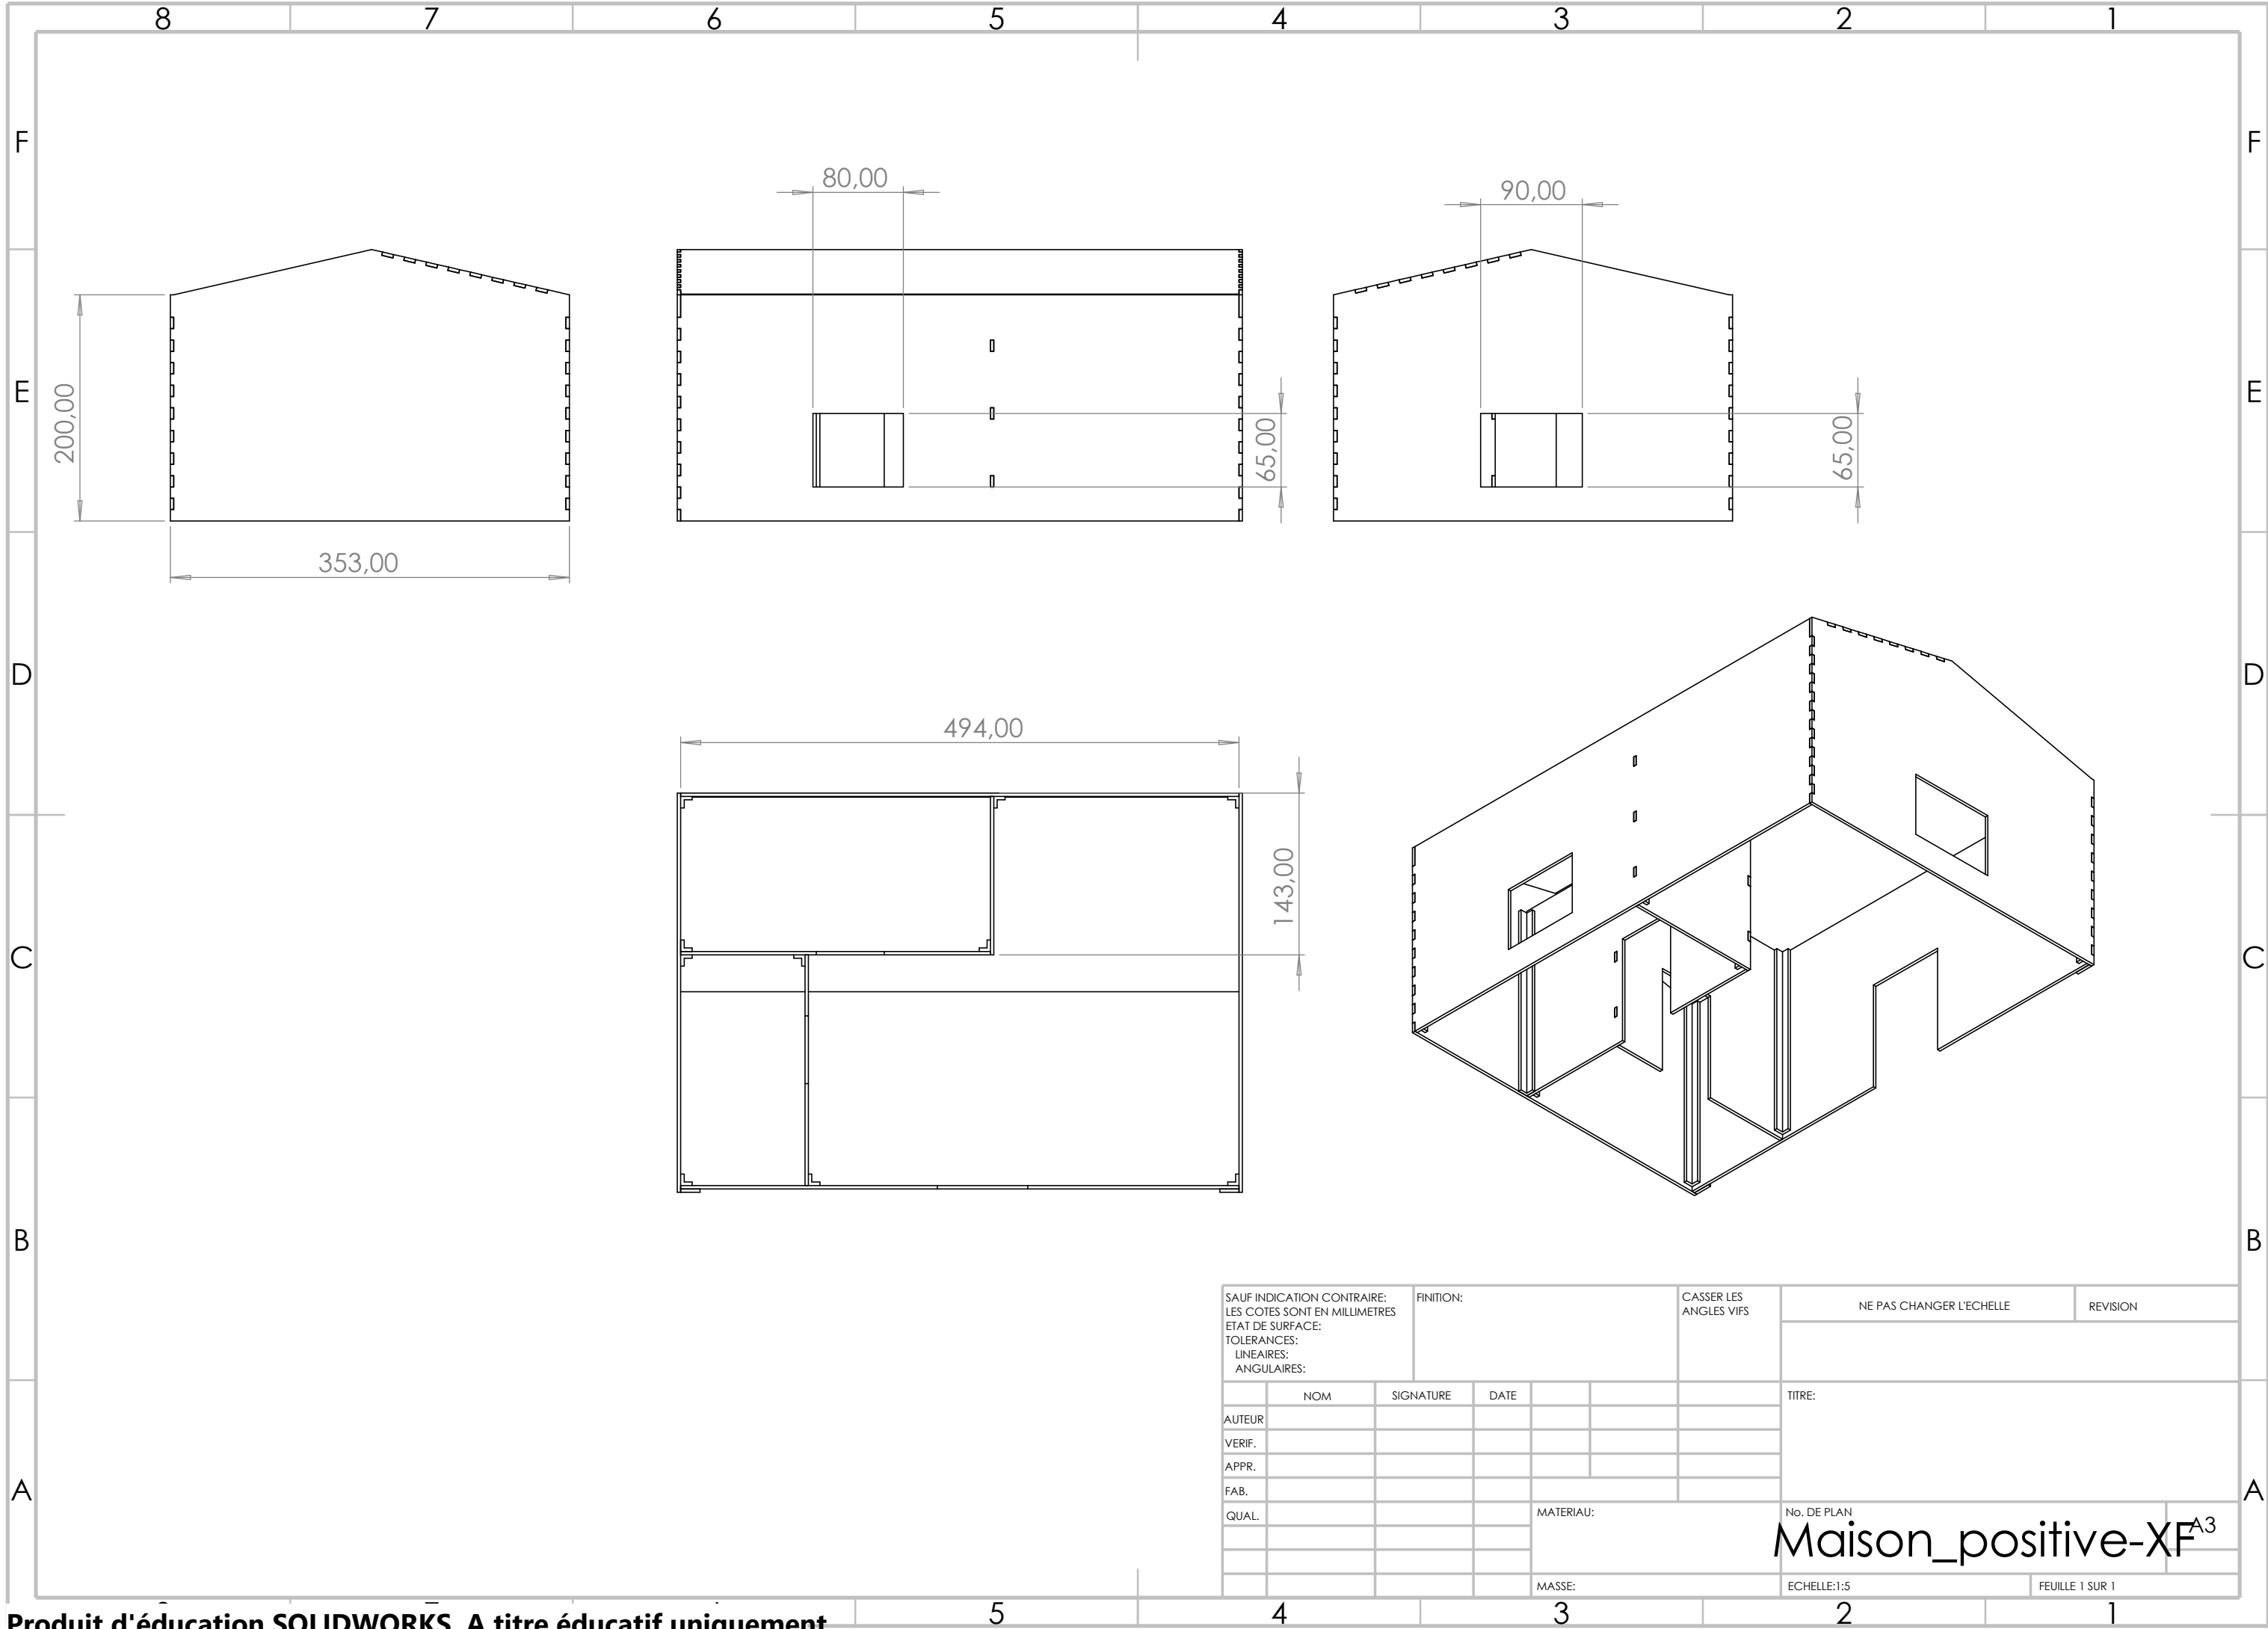 8 7 6 5 4 3 2 1
F F
80,00
90,00
E E
200,00
65,00
65,00
353,00
D D
494,00
143,00
C C
B B
SAUF INDICATION CONTRAIRE:
LES COTES SONT EN MILLIMETRES
ETAT DE SURFACE:
TOLERANCES:
LINEAIRES:
ANGULAIRES:
FINITION:
CASSER LES
ANGLES VIFS
NE PAS CHANGER L'ECHELLE
REVISION
NOM SIGNATURE DATE
TITRE:
AUTEUR
VERIF.
APPR.
FAB.
QUAL.
A A
MATERIAU:
No. DE PLAN
Maison_positive-XF
A3
MASSE:
ECHELLE:1:5
FEUILLE 1 SUR 1
5 4 3 2 1
Produit d'éducation SOLIDWORKS. A titre éducatif uniquement